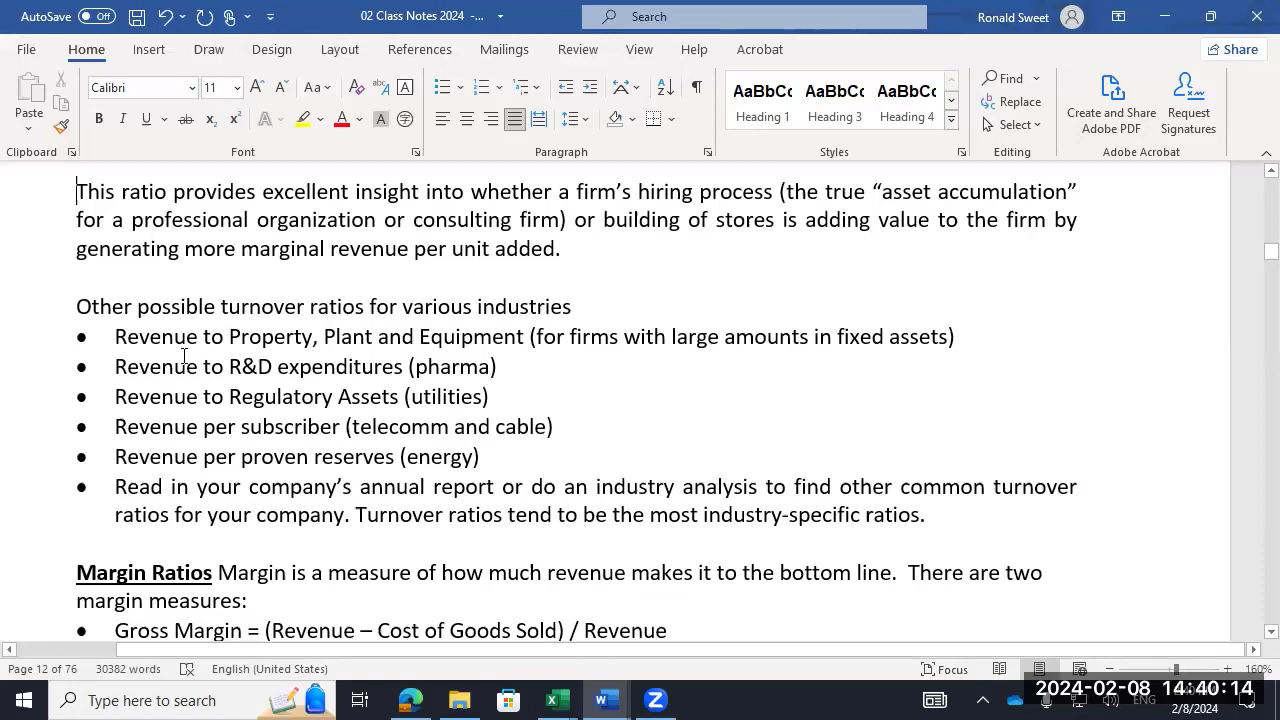 AutoSave Off 02 Class Notes 2024 -... Search Ronald Sweet
File Home Insert Draw Design Layout References Mailings Review View Help Acrobat Share
Paste Calibri 11 Find Replace Select Create and Share Adobe PDF Request Signatures
AaBbCc AaBbCc AaBbCc
Heading 1 Heading 3 Heading 4
Clipboard Font Paragraph Styles Editing Adobe Acrobat
This ratio provides excellent insight into whether a firm’s hiring process (the true “asset accumulation”
for a professional organization or consulting firm) or building of stores is adding value to the firm by
generating more marginal revenue per unit added.
Other possible turnover ratios for various industries
• Revenue to Property, Plant and Equipment (for firms with large amounts in fixed assets)
• Revenue to R&D expenditures (pharma)
• Revenue to Regulatory Assets (utilities)
• Revenue per subscriber (telecomm and cable)
• Revenue per proven reserves (energy)
• Read in your company’s annual report or do an industry analysis to find other common turnover
ratios for your company. Turnover ratios tend to be the most industry-specific ratios.
Margin Ratios Margin is a measure of how much revenue makes it to the bottom line. There are two
margin measures:
• Gross Margin = (Revenue – Cost of Goods Sold) / Revenue
Page 12 of 76 30382 words English (United States) Focus 160%
Type here to search ENG 2024-02-08 14:40:14
2/8/2024